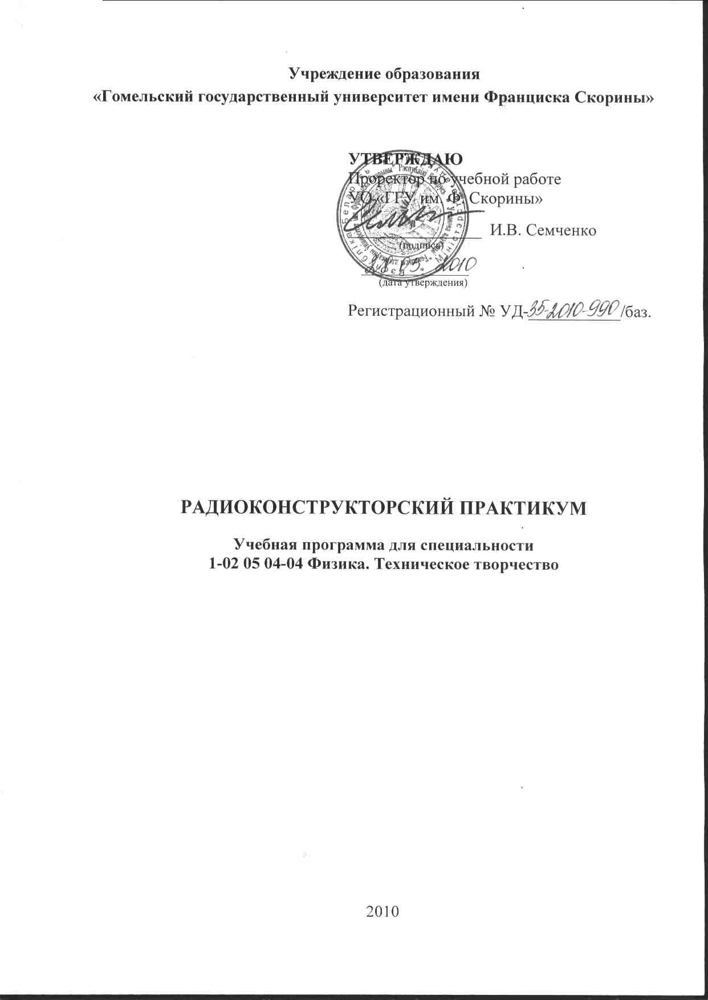 Учреждение образования
«Гомельский государственный университет имени Франциска Скорины»
УТВЕРЖДАЮ
Проректор по учебной работе
УО «ГГУ им. Ф. Скорины»
И.В. Семченко
(подпись)
2010
(дата утверждения)
Регистрационный № УД-35-2010-990/баз.
РАДИОКОНСТРУКТОРСКИЙ ПРАКТИКУМ
Учебная программа для специальности
1-02 05 04-04 Физика. Техническое творчество
2010